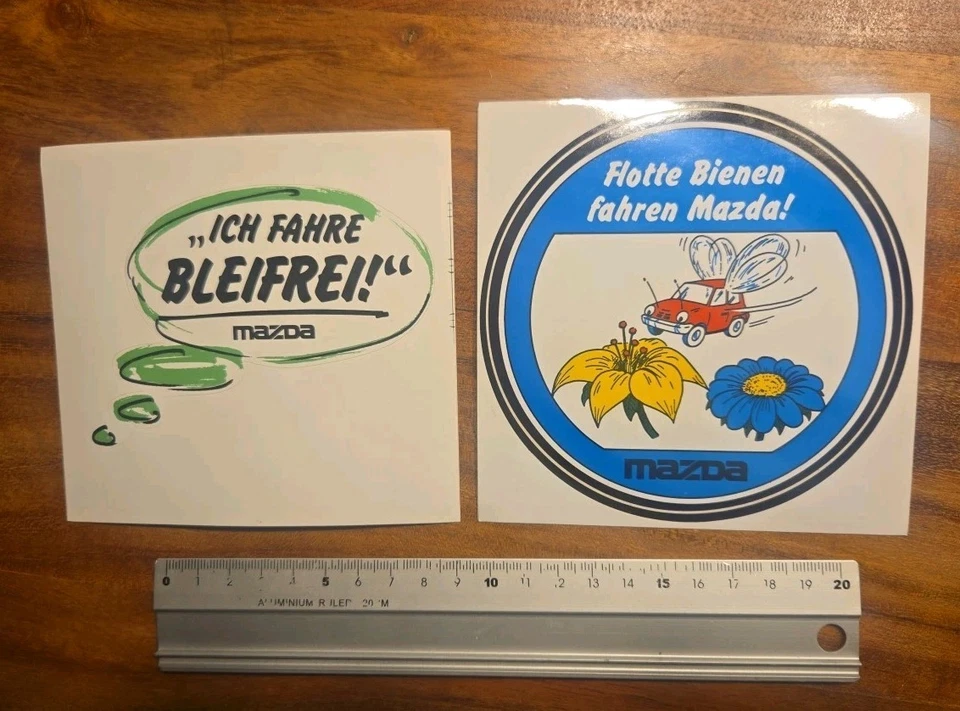 „ICH FAHRE
BLEIFREI!“
mazda
Flotte Bienen
fahren Mazda!
mazda
0 1 2 3 4 5 6 7 8 9 10 11 12 13 14 15 16 17 18 19 20
ALUMINIUM RULER 20 CM